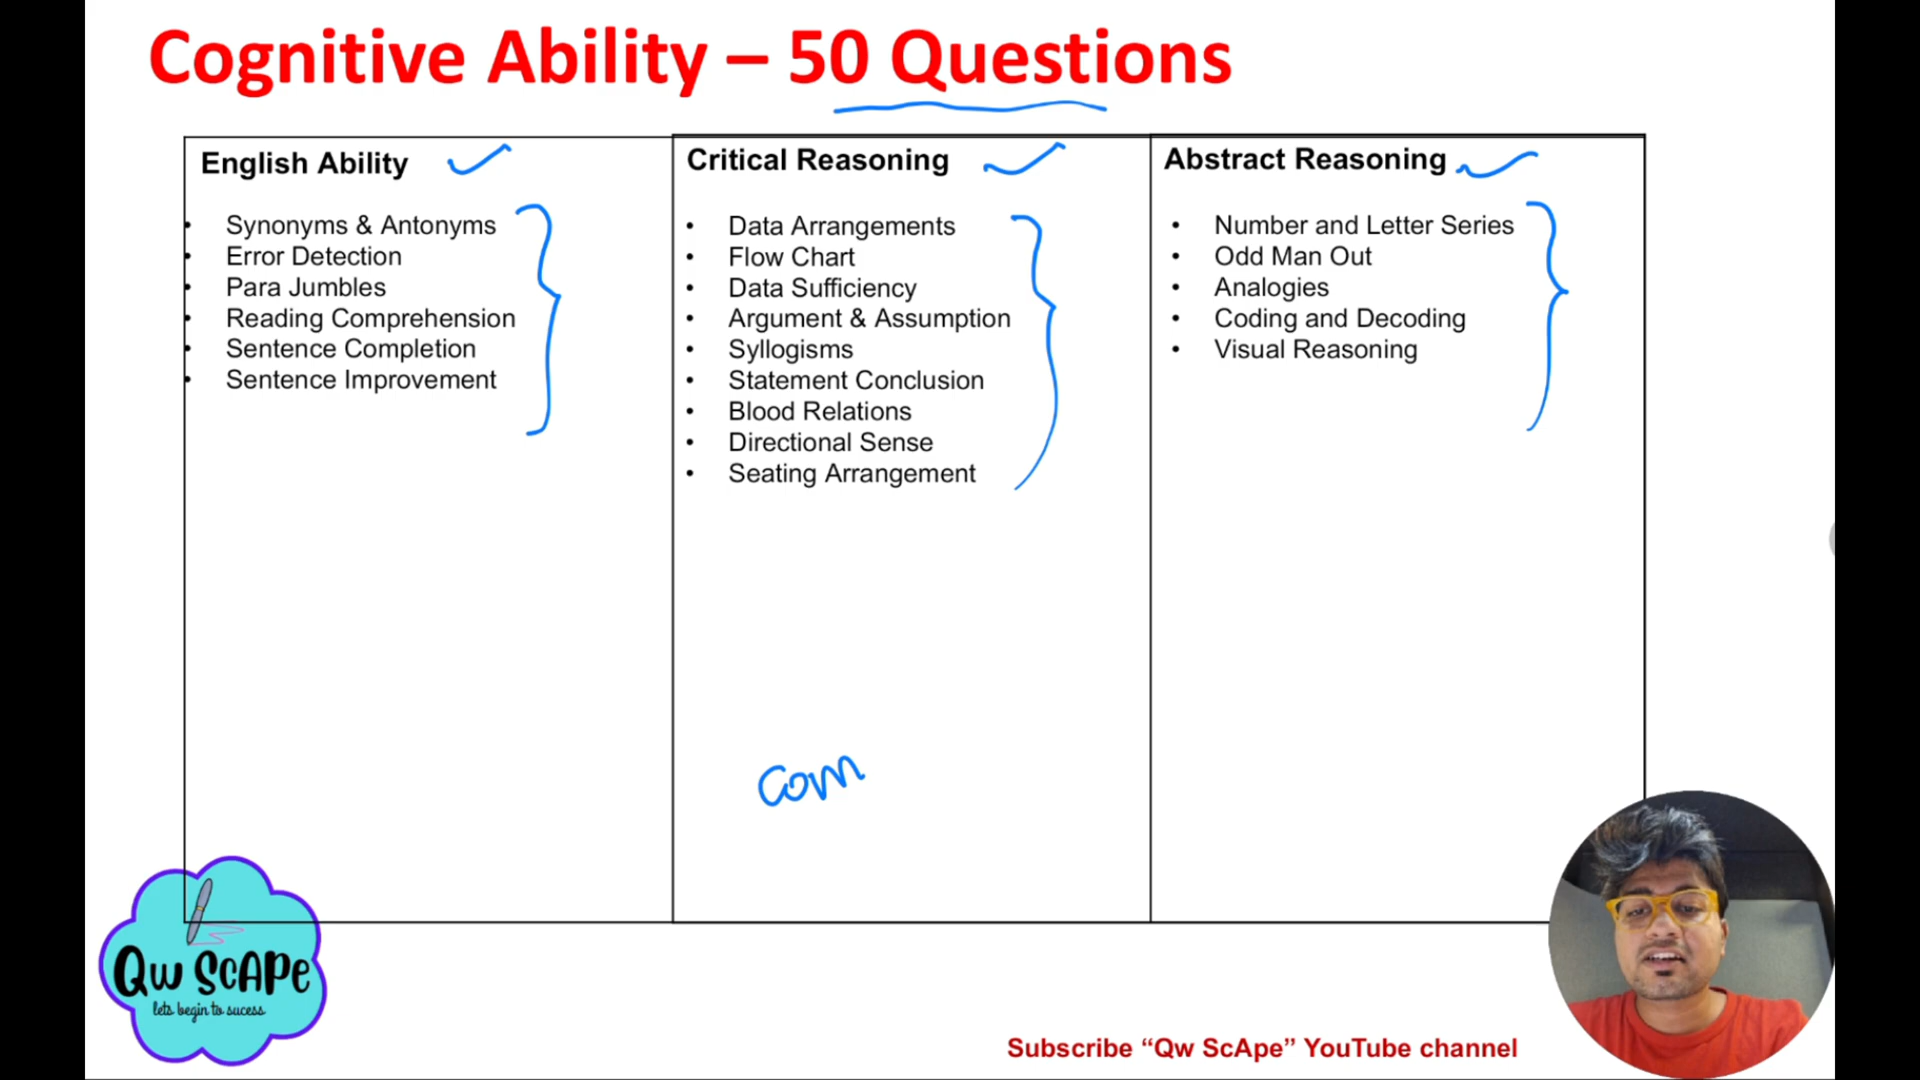 Cognitive Ability – 50 Questions
English Ability
• Synonyms & Antonyms
• Error Detection
• Para Jumbles
• Reading Comprehension
• Sentence Completion
• Sentence Improvement
Critical Reasoning
• Data Arrangements
• Flow Chart
• Data Sufficiency
• Argument & Assumption
• Syllogisms
• Statement Conclusion
• Blood Relations
• Directional Sense
• Seating Arrangement
Com
Abstract Reasoning
• Number and Letter Series
• Odd Man Out
• Analogies
• Coding and Decoding
• Visual Reasoning
Qw ScAPe
lets begin to sucess
Subscribe “Qw ScApe” YouTube channel